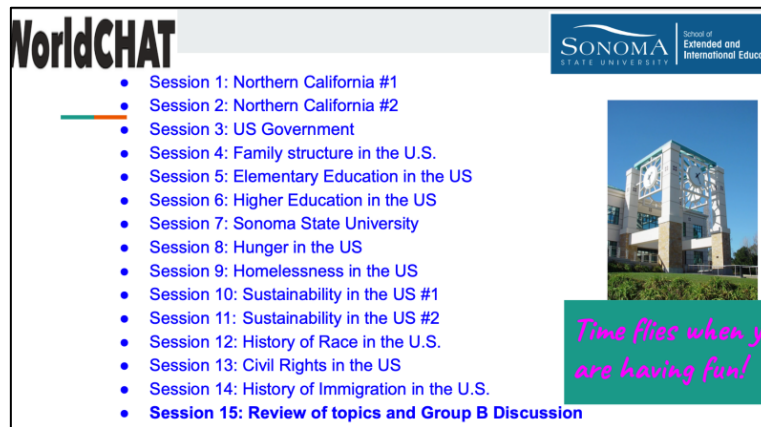 WorldCHAT
SONOMA
STATE UNIVERSITY
School of
Extended and
International Educ
● Session 1: Northern California #1
● Session 2: Northern California #2
● Session 3: US Government
● Session 4: Family structure in the U.S.
● Session 5: Elementary Education in the US
● Session 6: Higher Education in the US
● Session 7: Sonoma State University
● Session 8: Hunger in the US
● Session 9: Homelessness in the US
● Session 10: Sustainability in the US #1
● Session 11: Sustainability in the US #2
● Session 12: History of Race in the U.S.
● Session 13: Civil Rights in the US
● Session 14: History of Immigration in the U.S.
● Session 15: Review of topics and Group B Discussion
Time flies when y
are having fun!